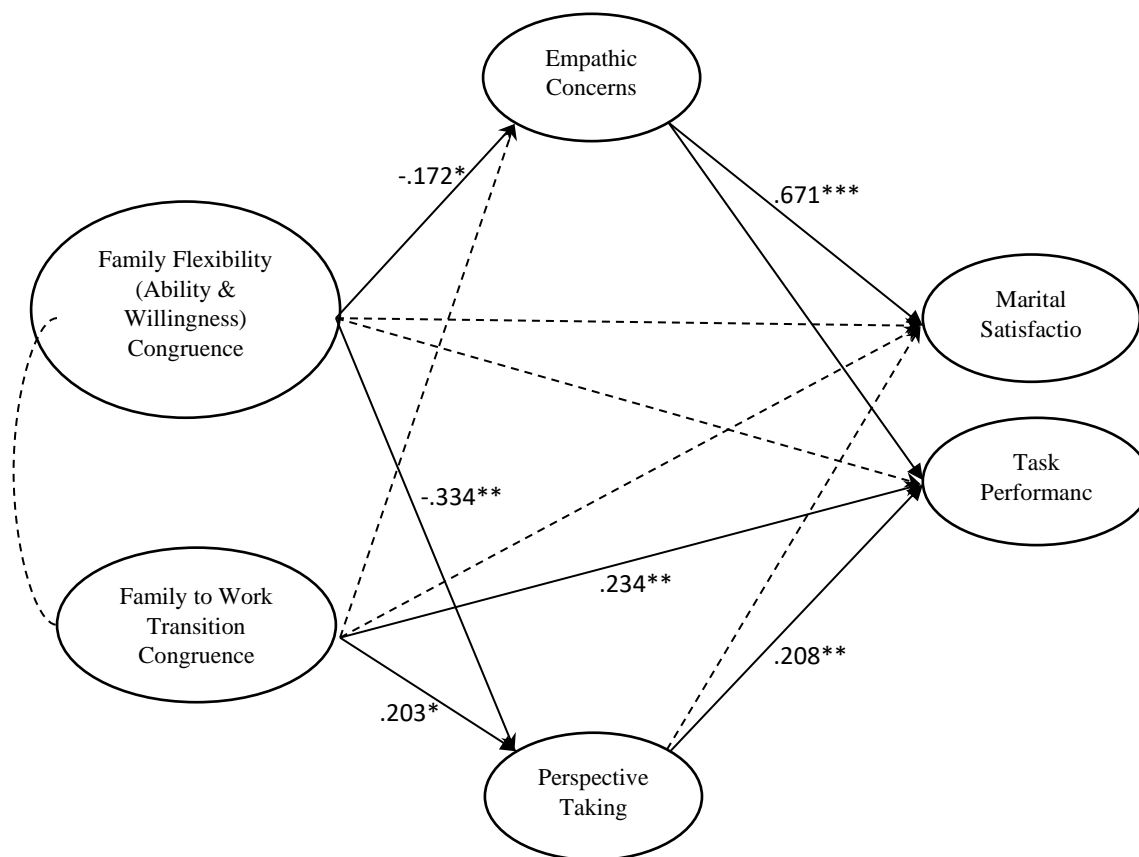 Empathic
Concerns
-.172*
.671***
Family Flexibility
(Ability &
Willingness)
Congruence
Marital
Satisfactio
Task
Performanc
-.334**
.234**
Family to Work
Transition
Congruence
.208**
.203*
Perspective
Taking